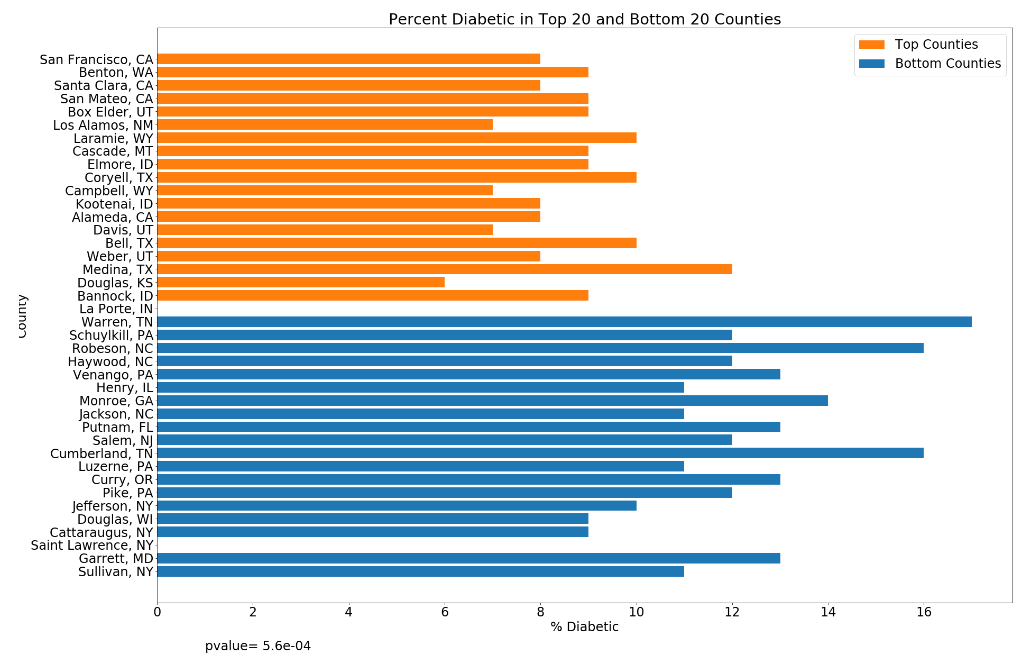 Percent Diabetic in Top 20 and Bottom 20 Counties
Top Counties
Bottom Counties
San Francisco, CA
Benton, WA
Santa Clara, CA
San Mateo, CA
Box Elder, UT
Los Alamos, NM
Laramie, WY
Cascade, MT
Elmore, ID
Coryell, TX
Campbell, WY
Kootenai, ID
Alameda, CA
Davis, UT
Bell, TX
Weber, UT
Medina, TX
Douglas, KS
Bannock, ID
La Porte, IN
Warren, TN
Schuylkill, PA
Robeson, NC
Haywood, NC
Venango, PA
Henry, IL
Monroe, GA
Jackson, NC
Putnam, FL
Salem, NJ
Cumberland, TN
Luzerne, PA
Curry, OR
Pike, PA
Jefferson, NY
Douglas, WI
Cattaraugus, NY
Saint Lawrence, NY
Garrett, MD
Sullivan, NY
County
0 2 4 6 8 10 12 14 16
% Diabetic
pvalue= 5.6e-04